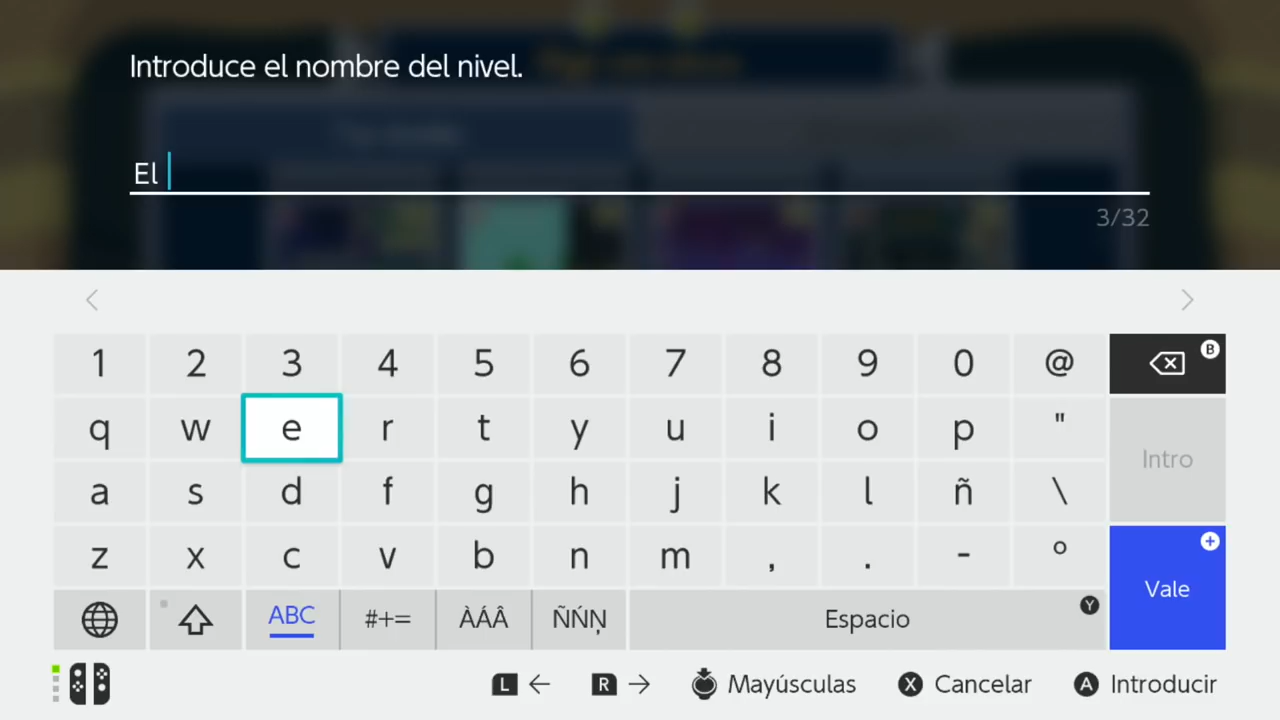 Introduce el nombre del nivel.
El
3/32
1 2 3 4 5 6 7 8 9 0 @ B
q w e r t y u i o p "
Intro
a s d f g h j k l ñ \
z x c v b n m , . - º +
Vale
ABC #+= ÀÁÂ ÑŃŅ Espacio Y
L ← R → Mayúsculas X Cancelar A Introducir